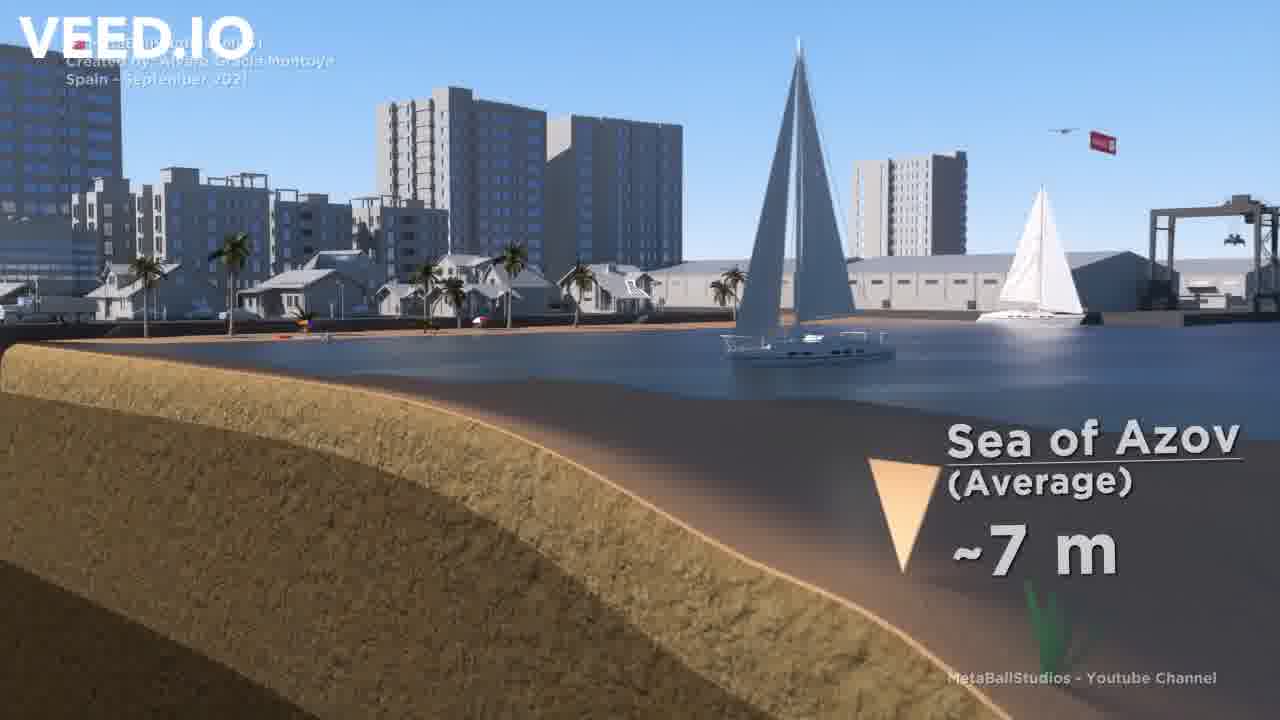 VEED.IO
Created by: Alvaro Gracia Montoya
Spain - September 2021
Sea of Azov
(Average)
~7 m
MetaBallStudios - Youtube Channel